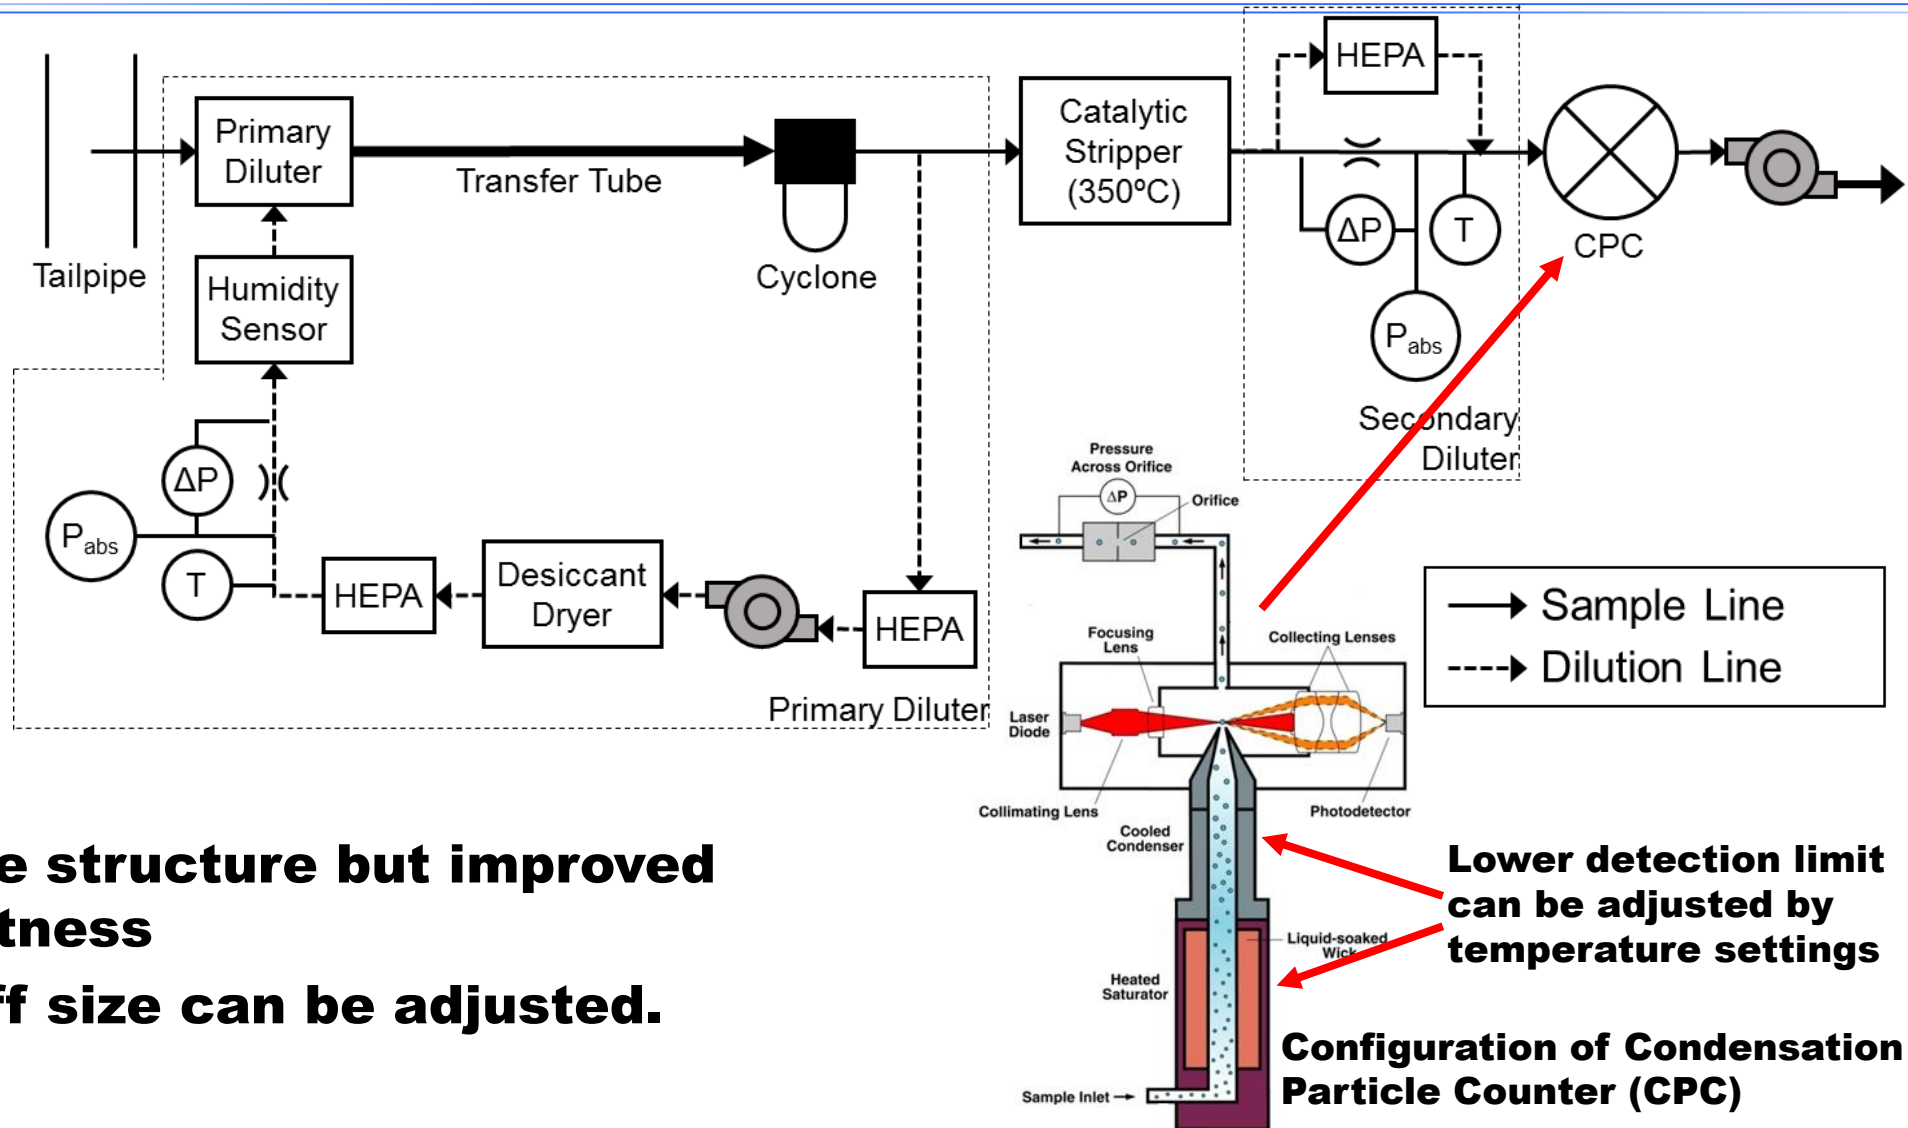 HEPA
Primary
Diluter
Transfer Tube
Catalytic
Stripper
(350ºC)
ΔP
T
CPC
Tailpipe
Cyclone
Humidity
Sensor
Pabs
Secondary
Diluter
ΔP
Pabs
T
HEPA
Desiccant
Dryer
HEPA
Primary Diluter
Sample Line
Dilution Line
Pressure
Across Orifice
ΔP
Orifice
Focusing
Lens
Collecting Lenses
Laser
Diode
Collimating Lens
Photodetector
Cooled
Condenser
Liquid-soaked
Wick
Heated
Saturator
Sample Inlet
Lower detection limit
can be adjusted by
temperature settings
Configuration of Condensation
Particle Counter (CPC)
e structure but improved
tness
ff size can be adjusted.